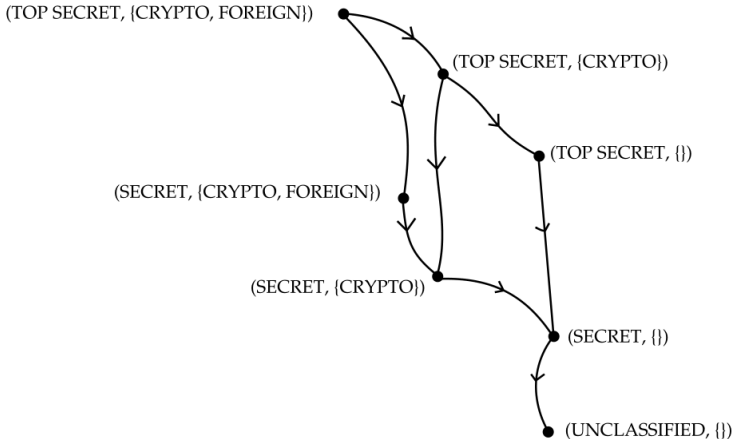 (TOP SECRET, {CRYPTO, FOREIGN})
(TOP SECRET, {CRYPTO})
(TOP SECRET, {})
(SECRET, {CRYPTO, FOREIGN})
(SECRET, {CRYPTO})
(SECRET, {})
(UNCLASSIFIED, {})